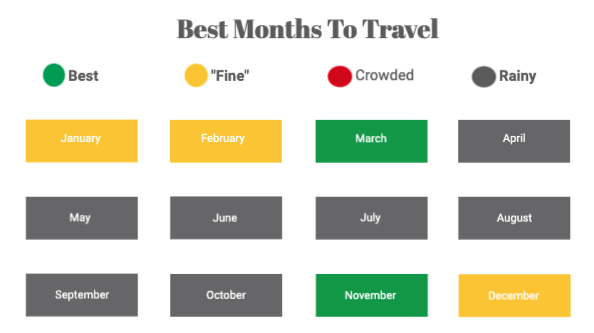 Best Months To Travel
Best "Fine" Crowded Rainy
January February March April
May June July August
September October November December